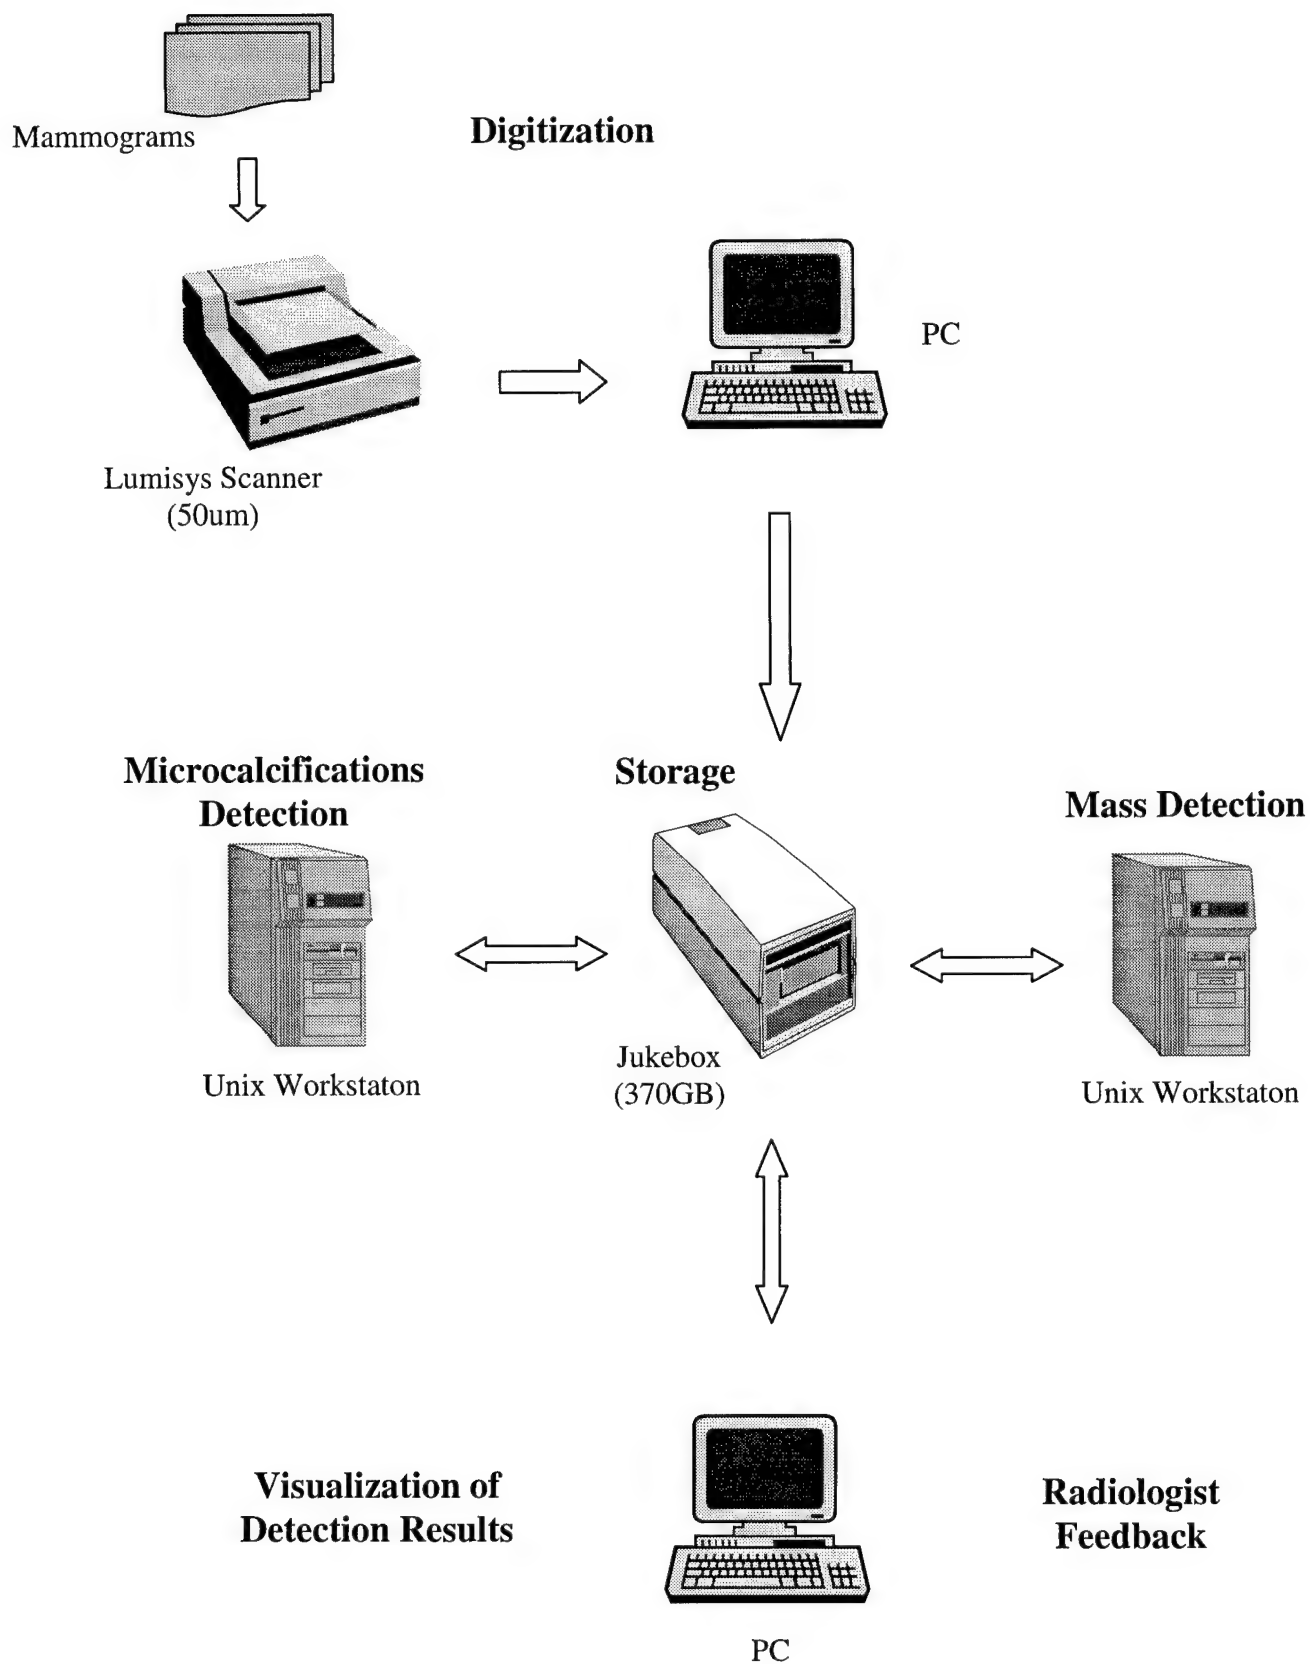 Mammograms
Digitization
PC
Lumisys Scanner
(50um)
Microcalcifications
Detection
Storage
Mass Detection
Unix Workstaton
Jukebox
(370GB)
Unix Workstaton
Visualization of
Detection Results
Radiologist
Feedback
PC